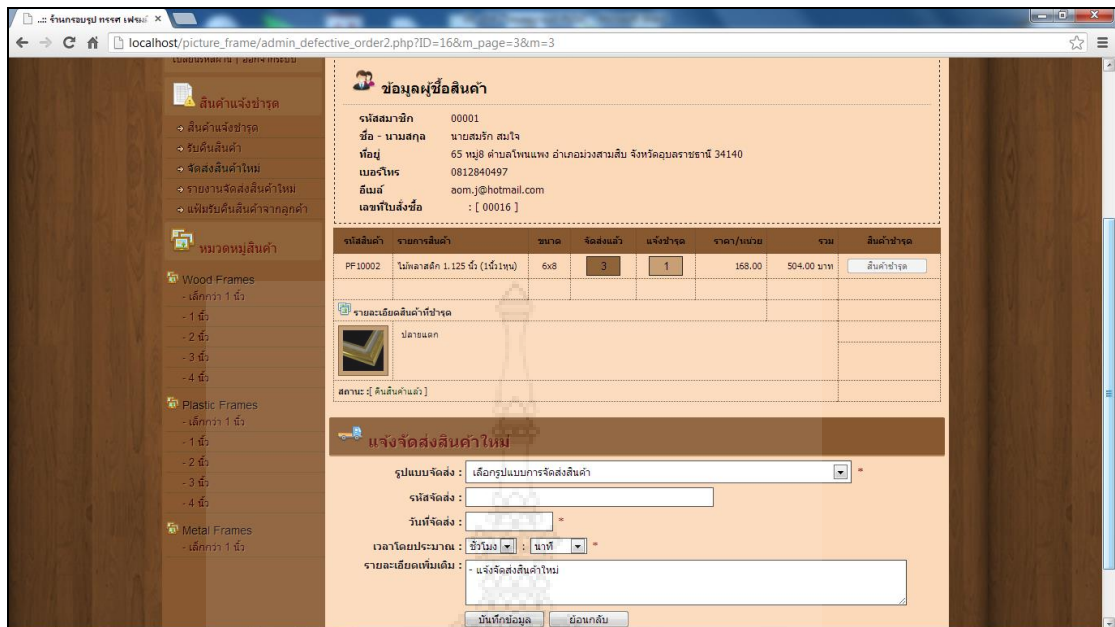 ..:: ร้านกรอบรูป ทรรศ เฟรม
localhost/picture_frame/admin_defective_order2.php?ID=16&m_page=3&m=3
เปลี่ยนรหัสผ่าน | ออกจากระบบ
สินค้าแจ้งชำรุด
สินค้าแจ้งชำรุด
รับคืนสินค้า
จัดส่งสินค้าใหม่
รายงานจัดส่งสินค้าใหม่
แฟ้มรับคืนสินค้าจากลูกค้า
หมวดหมู่สินค้า
Wood Frames
- เล็กกว่า 1 นิ้ว
- 1 นิ้ว
- 2 นิ้ว
- 3 นิ้ว
- 4 นิ้ว
Plastic Frames
- เล็กกว่า 1 นิ้ว
- 1 นิ้ว
- 2 นิ้ว
- 3 นิ้ว
- 4 นิ้ว
Metal Frames
- เล็กกว่า 1 นิ้ว
ข้อมูลผู้ซื้อสินค้า
รหัสสมาชิก 00001
ชื่อ - นามสกุล นายสมรัก สมใจ
ที่อยู่ 65 หมู่8 ตำบลโพนแพง อำเภอม่วงสามสิบ จังหวัดอุบลราชธานี 34140
เบอร์โทร 0812840497
อีเมล์ aom.j@hotmail.com
เลขที่ใบสั่งซื้อ : [ 00016 ]
รหัสสินค้า รายการสินค้า ขนาด จัดส่งแล้ว แจ้งชำรุด ราคา/หน่วย รวม สินค้าชำรุด
PF10002 ไม้พลาสติก 1.125 นิ้ว (1นิ้ว1หุน) 6x8 3 1 168.00 504.00 บาท สินค้าชำรุด
รายละเอียดสินค้าที่ชำรุด
ปลายแตก
สถานะ :[ คืนสินค้าแล้ว ]
แจ้งจัดส่งสินค้าใหม่
รูปแบบจัดส่ง : เลือกรูปแบบการจัดส่งสินค้า *
รหัสจัดส่ง :
วันที่จัดส่ง : *
เวลาโดยประมาณ : ชั่วโมง : นาที *
รายละเอียดเพิ่มเติม : - แจ้งจัดส่งสินค้าใหม่
บันทึกข้อมูล ย้อนกลับ